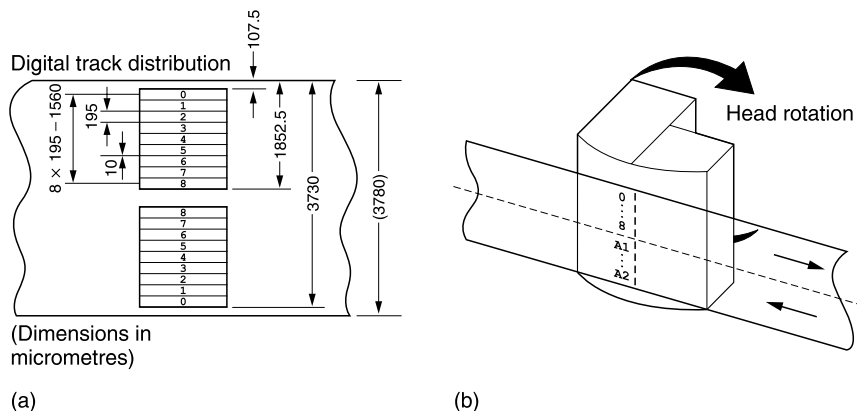 Digital track distribution
107.5
8 × 195 – 1560
195
10
0
1
2
3
4
5
6
7
8
1852.5
3730
(3780)
8
7
6
5
4
3
2
1
0
(Dimensions in
micrometres)
(a)
Head rotation
0
8
A1
A2
(b)